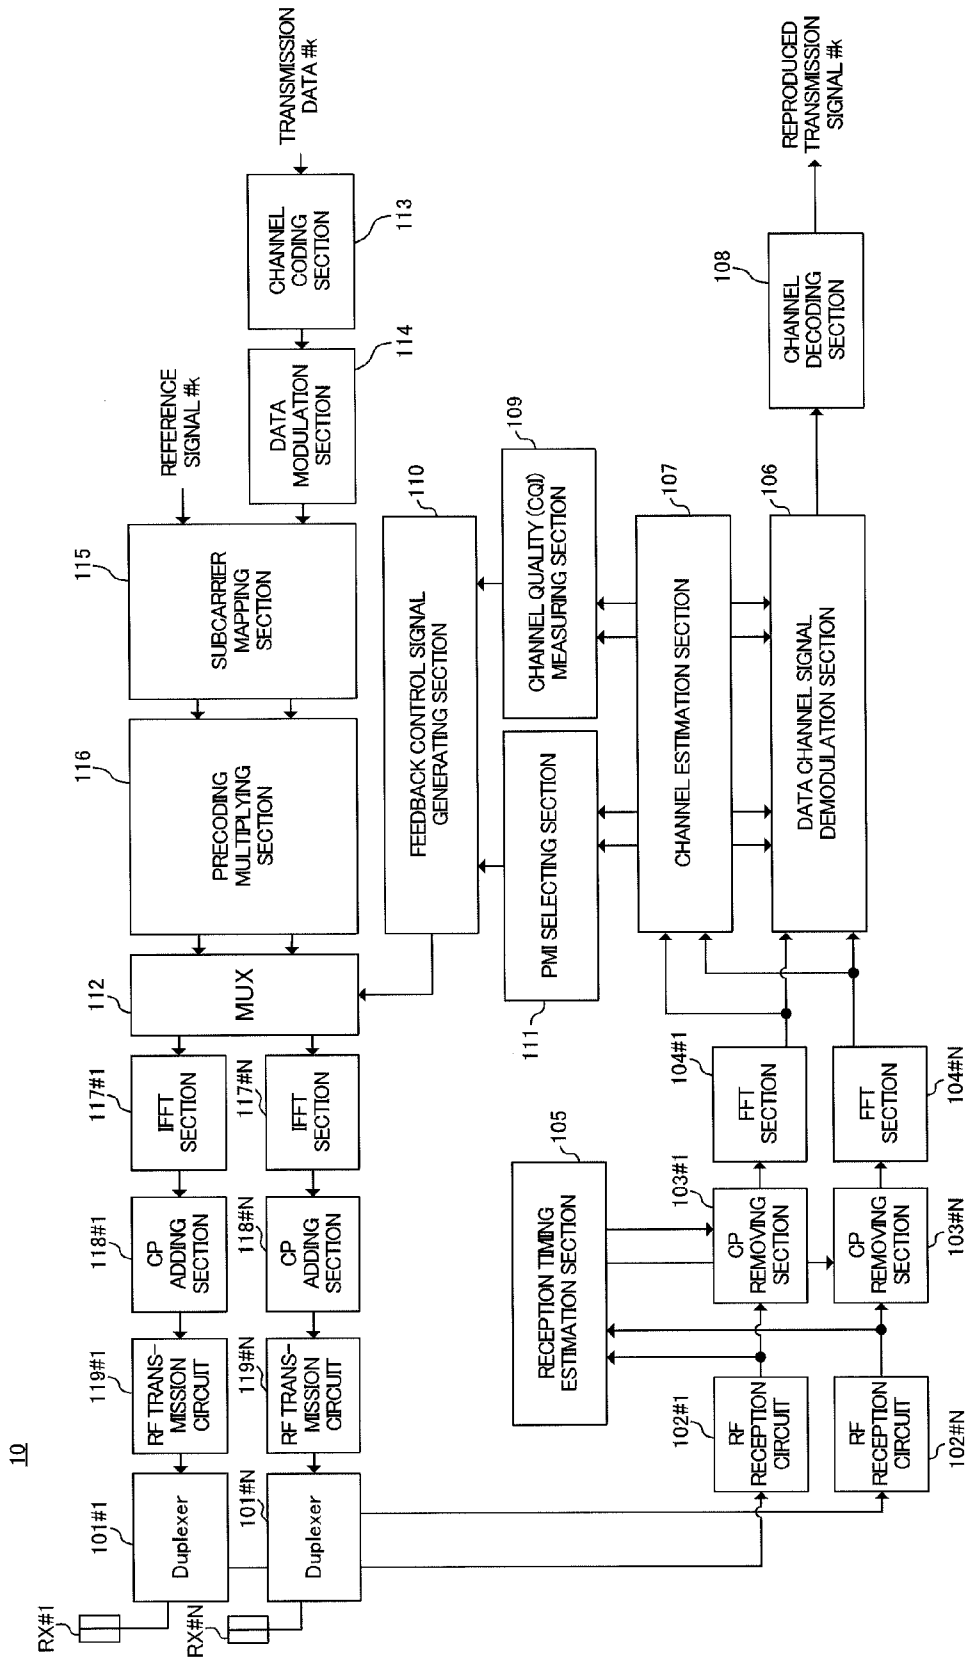 10
RX#1
RX#N
101#1
Duplexer
101#N
Duplexer
119#1
RF TRANS-
MISSION
CIRCUIT
119#N
RF TRANS-
MISSION
CIRCUIT
118#1
CP
ADDING
SECTION
118#N
CP
ADDING
SECTION
117#1
IFFT
SECTION
117#N
IFFT
SECTION
112
MUX
116
PRECODING
MULTIPLYING
SECTION
115
SUBCARRIER
MAPPING
SECTION
REFERENCE
SIGNAL #k
114
DATA
MODULATION
SECTION
113
CHANNEL
CODING
SECTION
TRANSMISSION
DATA #k
110
FEEDBACK CONTROL SIGNAL
GENERATING SECTION
111
PMI SELECTING SECTION
109
CHANNEL QUALITY (CQI)
MEASURING SECTION
107
CHANNEL ESTIMATION SECTION
106
DATA CHANNEL SIGNAL
DEMODULATION SECTION
108
CHANNEL
DECODING
SECTION
REPRODUCED
TRANSMISSION
SIGNAL #k
105
RECEPTION TIMING
ESTIMATION SECTION
102#1
RF
RECEPTION
CIRCUIT
103#1
CP
REMOVING
SECTION
104#1
FFT
SECTION
102#N
RF
RECEPTION
CIRCUIT
103#N
CP
REMOVING
SECTION
104#N
FFT
SECTION